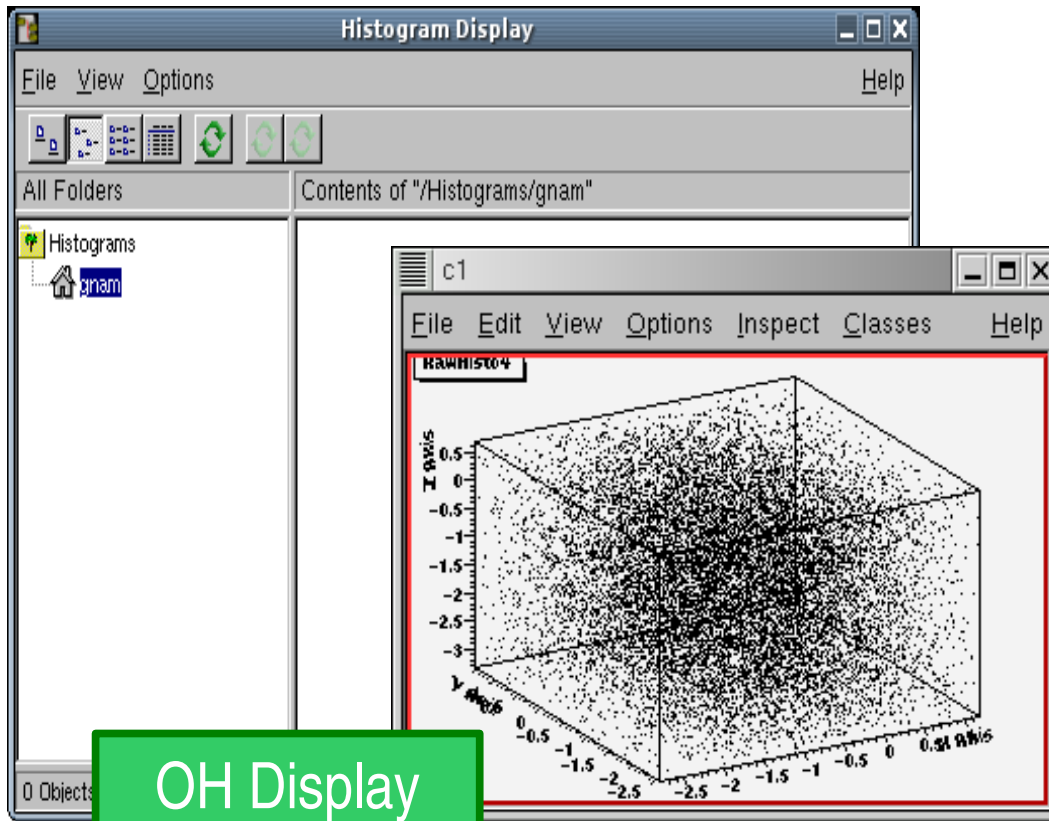 Histogram Display
File View Options Help
All Folders
Contents of "/Histograms/gnam"
Histograms
gnam
c1
File Edit View Options Inspect Classes Help
RawHisto4
0.5
0
-0.5
-1
-1.5
-2
-2.5
-3
Y
0
-0.5
-1
-1.5
-2
-2.5
-2.5 -2 -1.5 -1 -0.5 0
Axis
0 Objects
OH Display